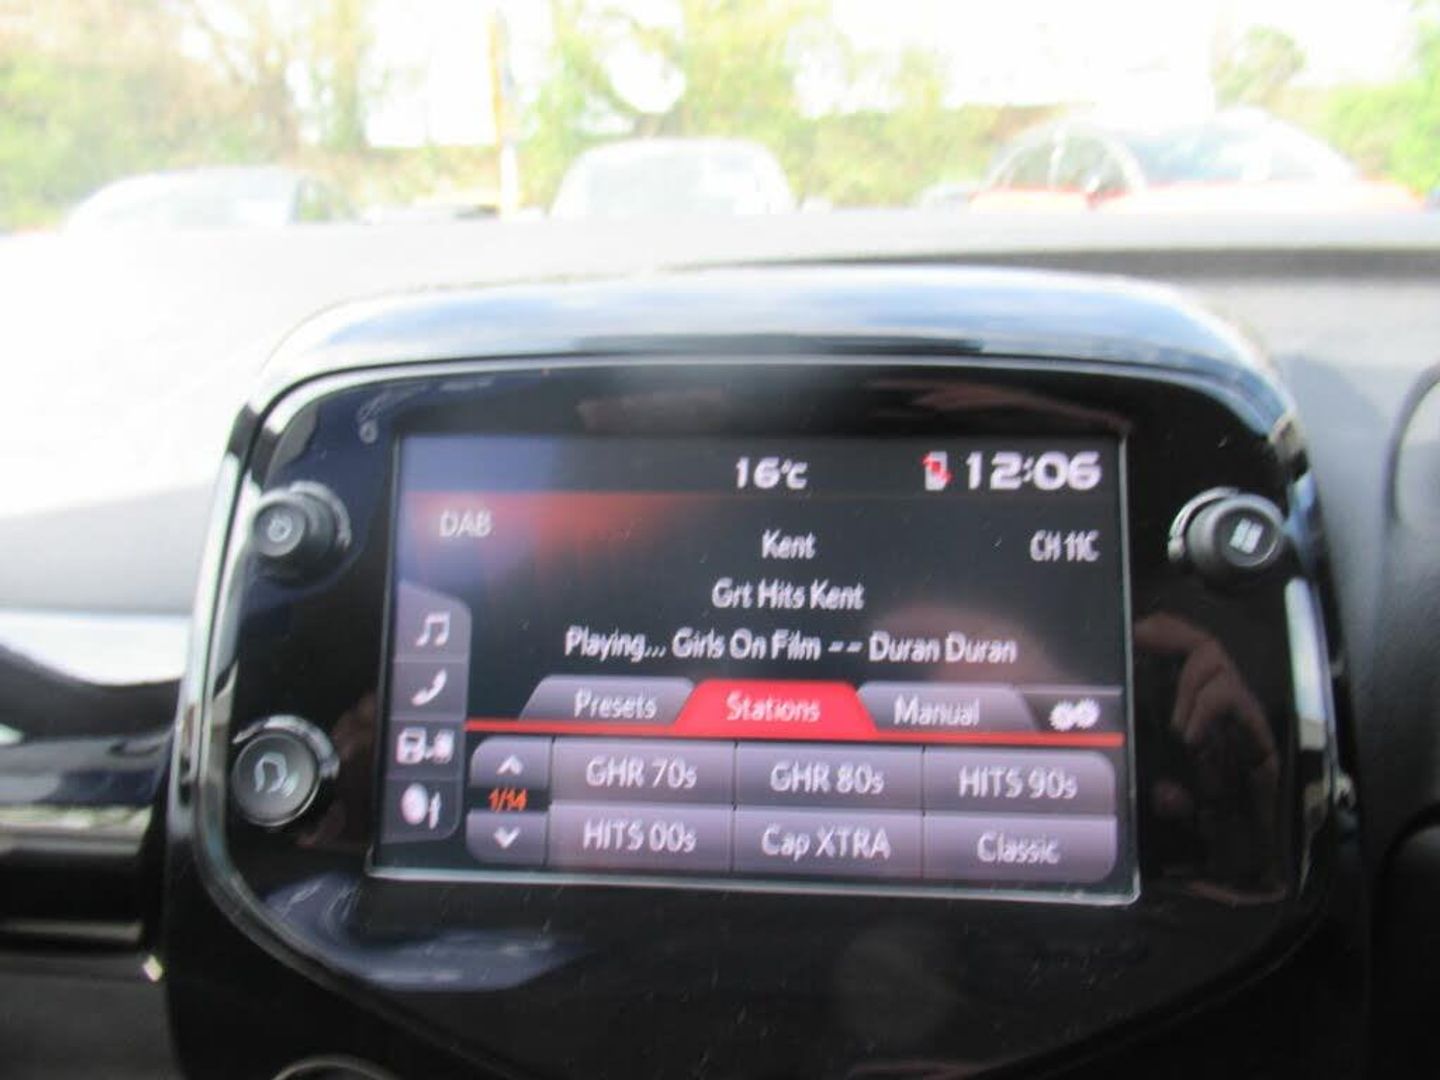 16°C 12:06
DAB
Kent CH 11C
Grt Hits Kent
Playing... Girls On Film -- Duran Duran
Presets Stations Manual
GHR 70s GHR 80s HITS 90s
1/14
HITS 00s Cap XTRA Classic